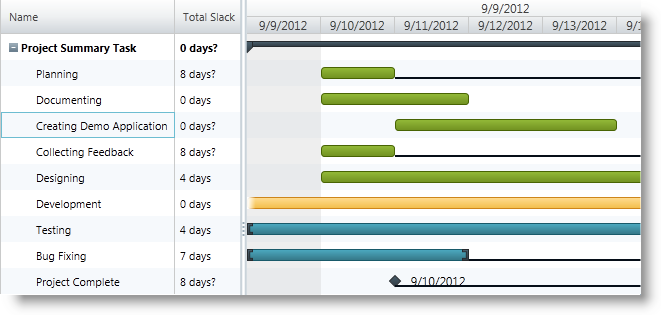 Name Total Slack 9/9/2012
9/9/2012 9/10/2012 9/11/2012 9/12/2012 9/13/2012
Project Summary Task 0 days?
Planning 8 days?
Documenting 0 days
Creating Demo Application 0 days?
Collecting Feedback 8 days?
Designing 4 days
Development 0 days
Testing 4 days
Bug Fixing 7 days
Project Complete 8 days? 9/10/2012